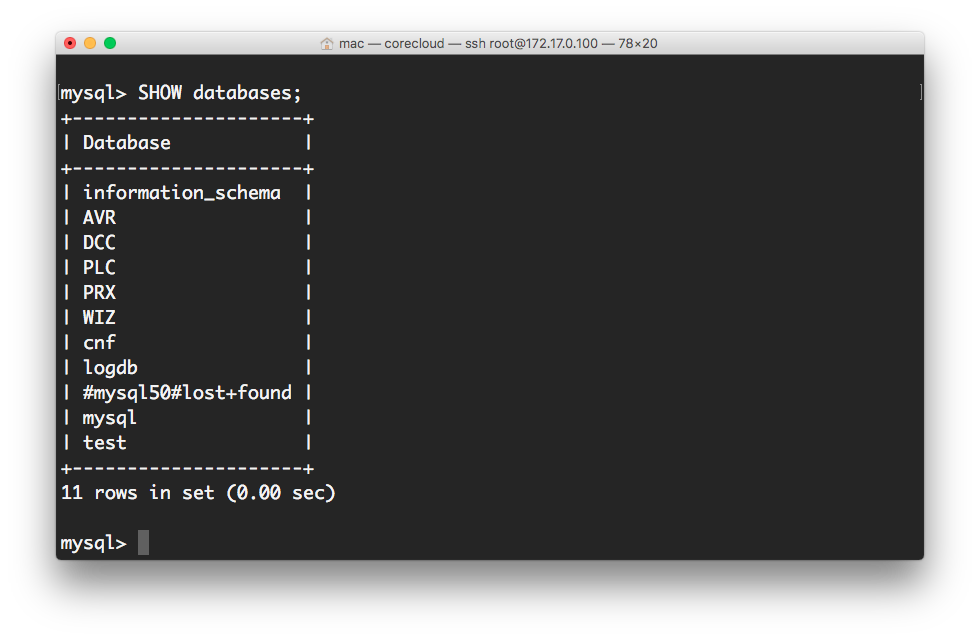 mac — corecloud — ssh root@172.17.0.100 — 78×20
mysql> SHOW databases;
+---------------------+
| Database            |
+---------------------+
| information_schema  |
| AVR                 |
| DCC                 |
| PLC                 |
| PRX                 |
| WIZ                 |
| cnf                 |
| logdb               |
| #mysql50#lost+found |
| mysql               |
| test                |
+---------------------+
11 rows in set (0.00 sec)
mysql>